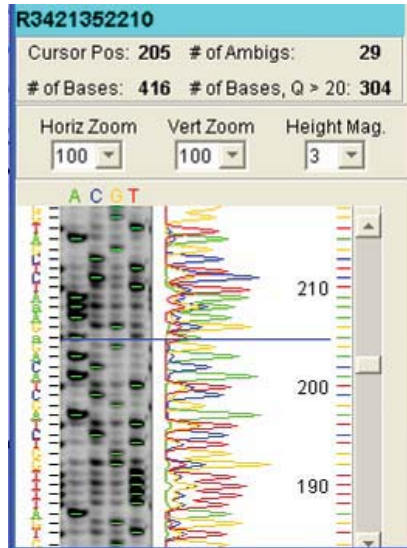 R3421352210
Cursor Pos: 205 # of Ambigs: 29
# of Bases: 416 # of Bases, Q > 20: 304
Horiz Zoom Vert Zoom Height Mag.
100 100 3
A C G T
210
200
190